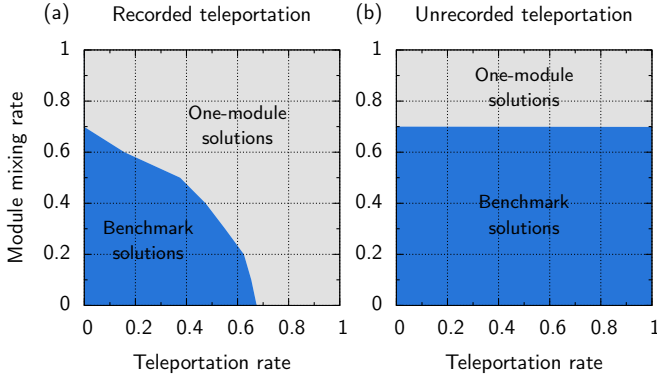 (a) Recorded teleportation
(b) Unrecorded teleportation
Module mixing rate
1
0.8
0.6
0.4
0.2
0
One-module
solutions
Benchmark
solutions
0 0.2 0.4 0.6 0.8 1
Teleportation rate
1
0.8
0.6
0.4
0.2
0
One-module
solutions
Benchmark
solutions
0 0.2 0.4 0.6 0.8 1
Teleportation rate